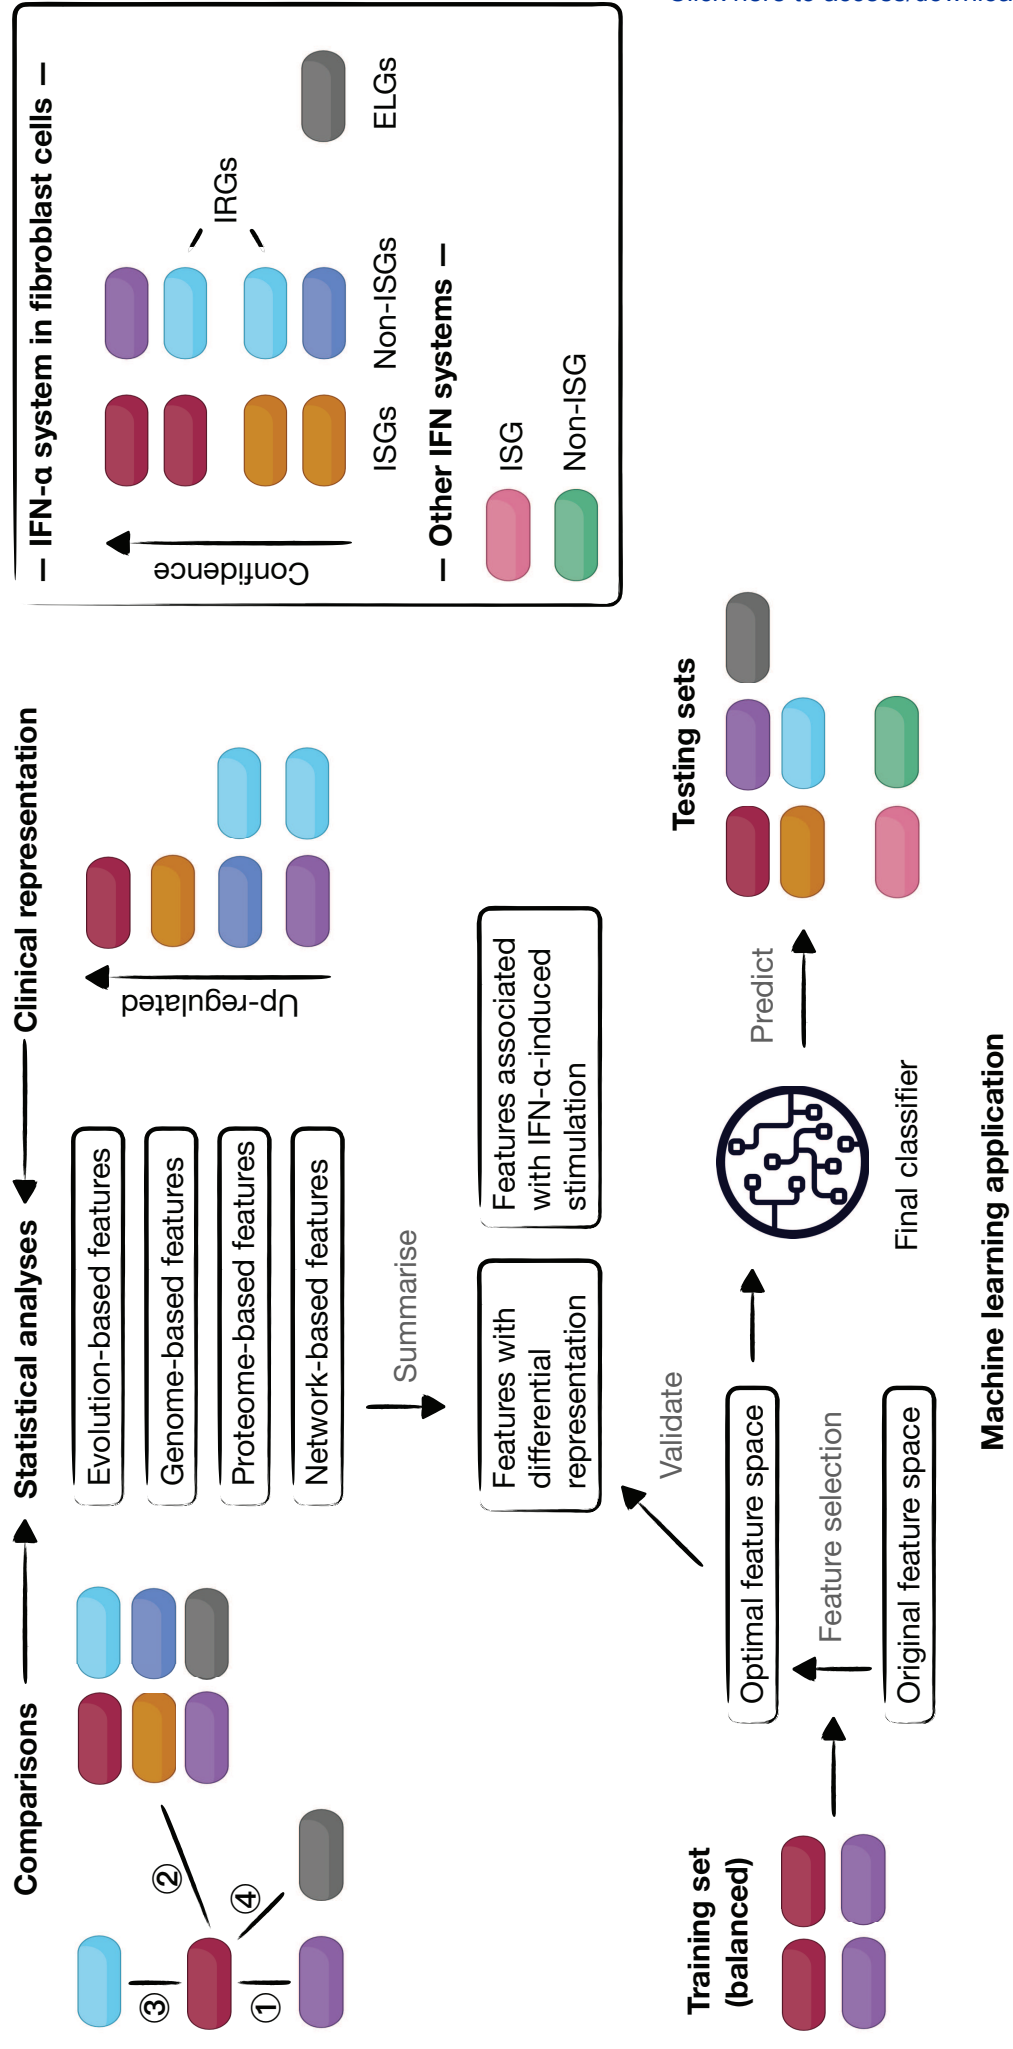 Comparisons
Statistical analyses
Clinical representation
③
②
①
④
Evolution-based features
Genome-based features
Proteome-based features
Network-based features
Up-regulated
Summarise
Features with
differential
representation
Features associated
with IFN-α-induced
stimulation
— IFN-α system in fibroblast cells —
Confidence
IRGs
ISGs
Non-ISGs
ELGs
— Other IFN systems —
ISG
Non-ISG
Training set
(balanced)
Validate
Optimal feature space
Feature selection
Original feature space
Final classifier
Predict
Testing sets
Machine learning application